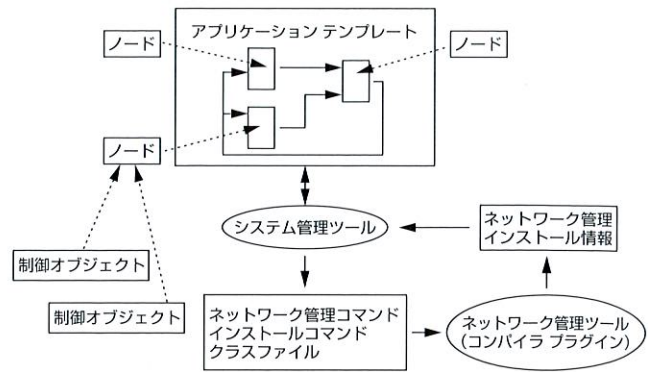 アプリケーション テンプレート
ノード
ノード
ノード
システム管理ツール
ネットワーク管理
インストール情報
制御オブジェクト
制御オブジェクト
ネットワーク管理コマンド
インストールコマンド
クラスファイル
ネットワーク管理ツール
(コンパイラ プラグイン)